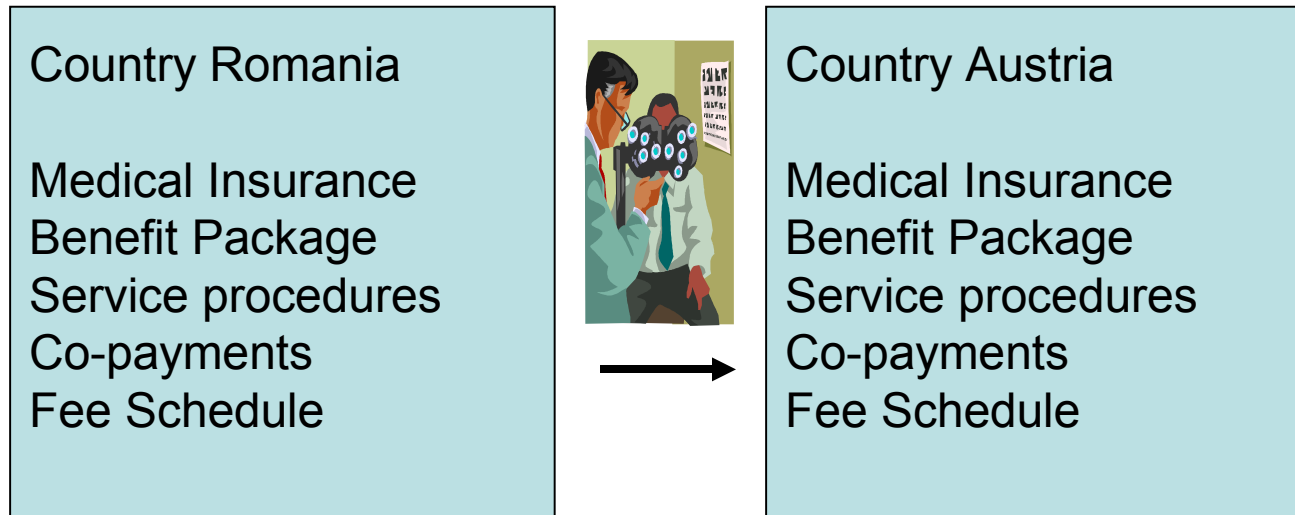 Country Romania
Medical Insurance
Benefit Package
Service procedures
Co-payments
Fee Schedule
Country Austria
Medical Insurance
Benefit Package
Service procedures
Co-payments
Fee Schedule